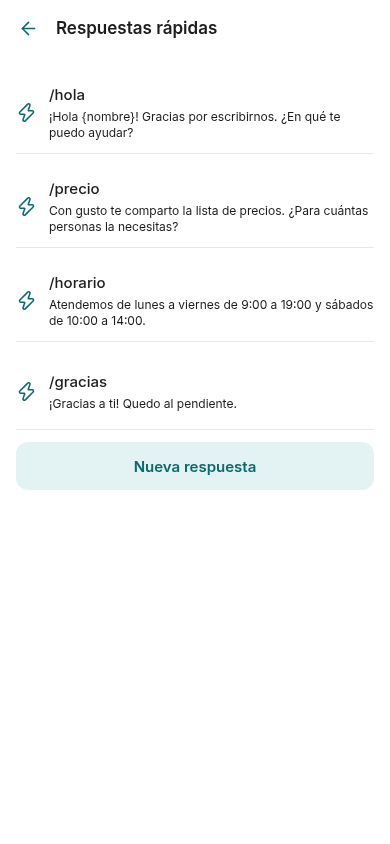 Respuestas rápidas
/hola
¡Hola {nombre}! Gracias por escribirnos. ¿En qué te
puedo ayudar?
/precio
Con gusto te comparto la lista de precios. ¿Para cuántas
personas la necesitas?
/horario
Atendemos de lunes a viernes de 9:00 a 19:00 y sábados
de 10:00 a 14:00.
/gracias
¡Gracias a ti! Quedo al pendiente.
Nueva respuesta